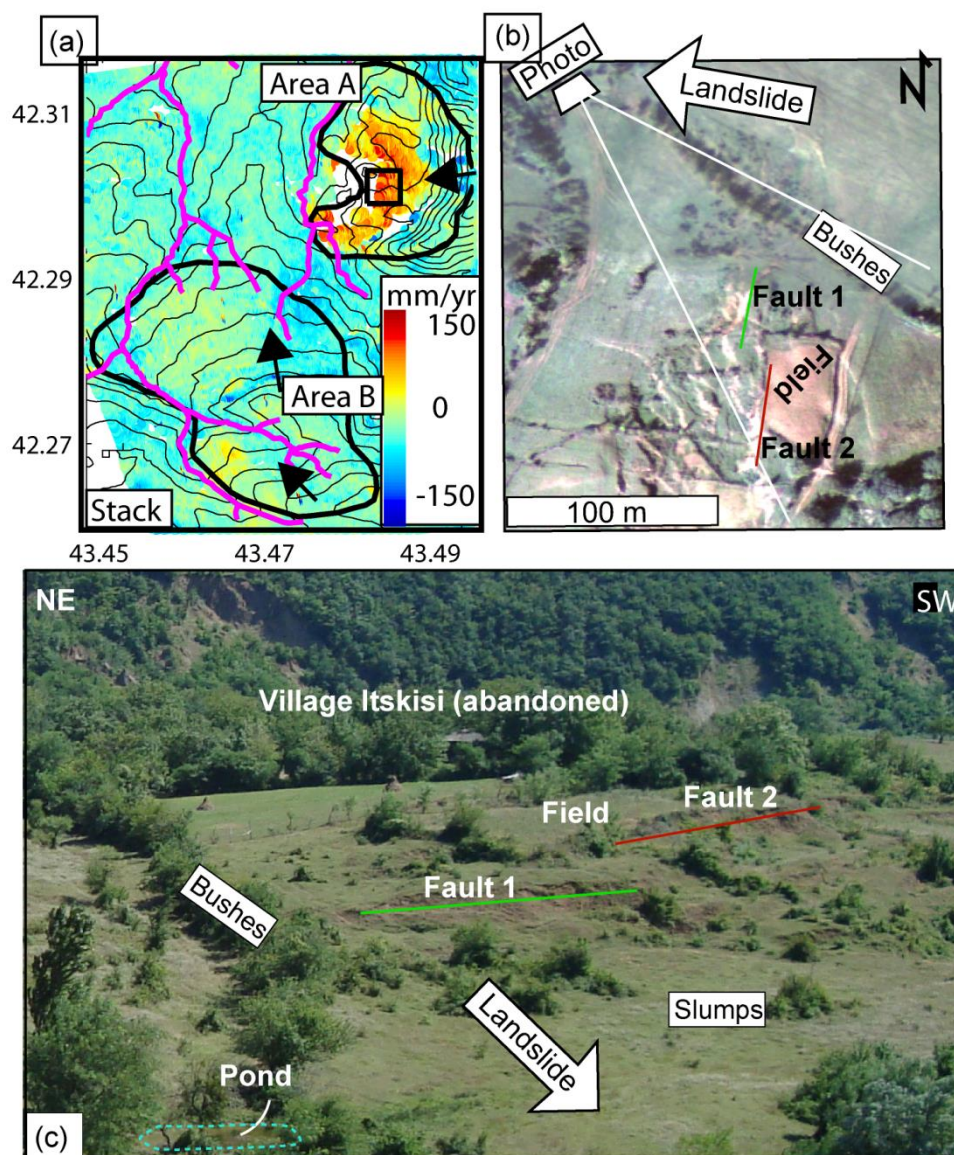 (a)
Area A
42.31
42.29
42.27
mm/yr
150
0
-150
Area B
Stack
43.45
43.47
43.49
(b)
Photo
Landslide
N
Bushes
Fault 1
Field
Fault 2
100 m
NE
SW
Village Itskisi (abandoned)
Field
Fault 2
Fault 1
Bushes
Slumps
Landslide
Pond
(c)